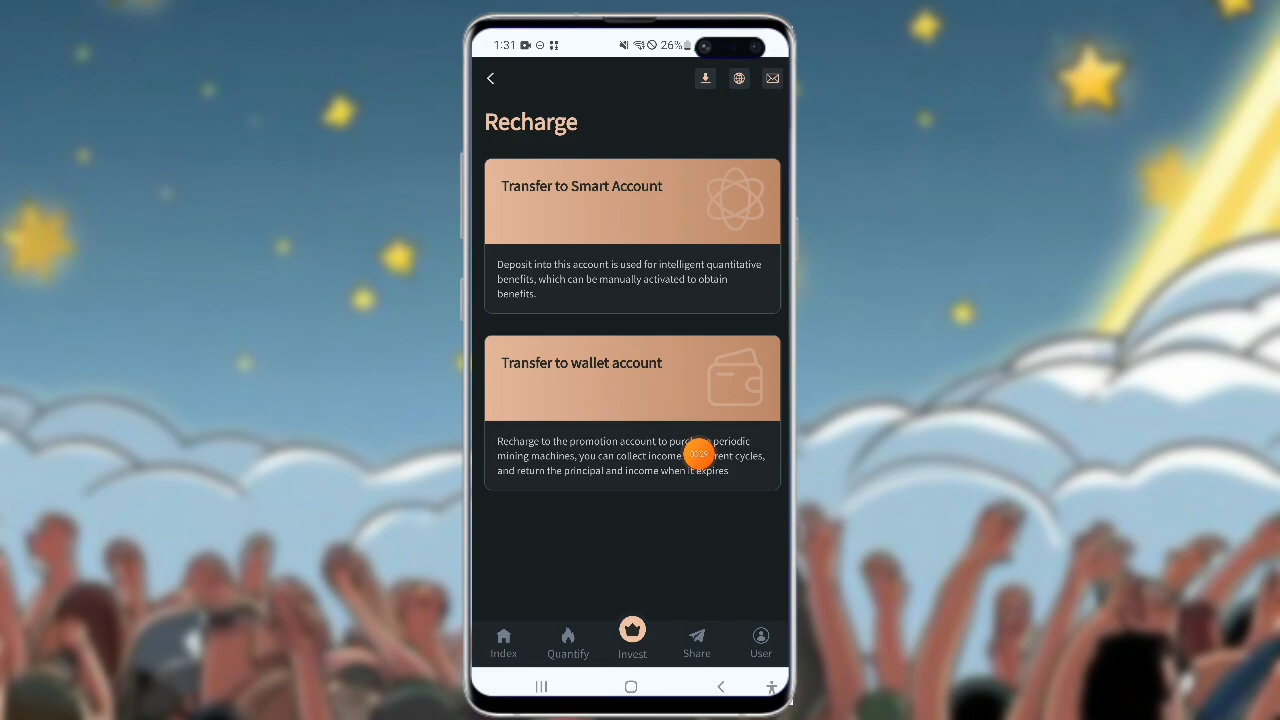 1:31
26%
Recharge
Transfer to Smart Account
Deposit into this account is used for intelligent quantitative
benefits, which can be manually activated to obtain
benefits.
Transfer to wallet account
Recharge to the promotion account to periodic
mining machines, you can collect income cycles,
and return the principal and income when it expires
03:29
Index
Quantify
Invest
Share
User